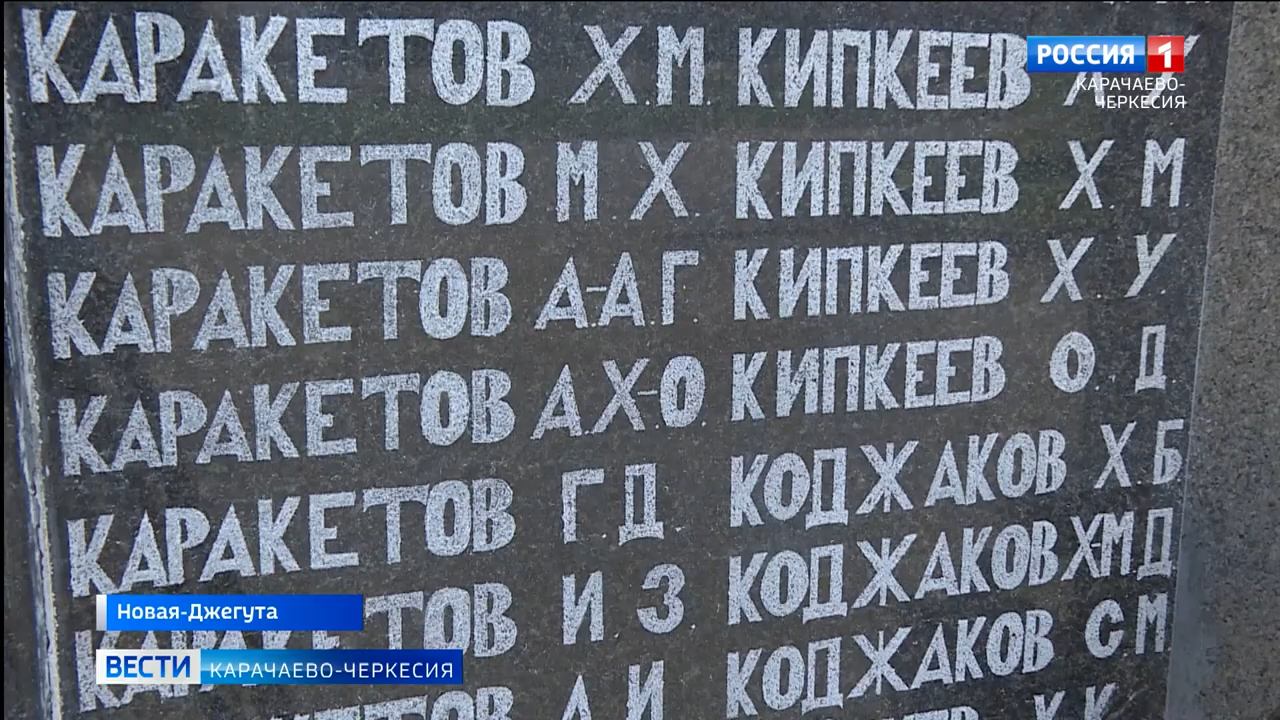 КАРАКЕТОВ Х.М. КИПКЕЕВ
РОССИЯ 1
КАРАЧАЕВО-
ЧЕРКЕСИЯ
КАРАКЕТОВ М.Х. КИПКЕЕВ Х.М.
КАРАКЕТОВ А-А.Г. КИПКЕЕВ Х.У.
КАРАКЕТОВ А.Х-О. КИПКЕЕВ О.Д.
КАРАКЕТОВ Г.Д. КОДЖАКОВ Х.Б.
КАРАКЕТОВ И З КОДЖАКОВ Х-М Д
КАРАКЕТОВ А И КОДЖАКОВ С М
Новая-Джегута
ВЕСТИ КАРАЧАЕВО-ЧЕРКЕСИЯ